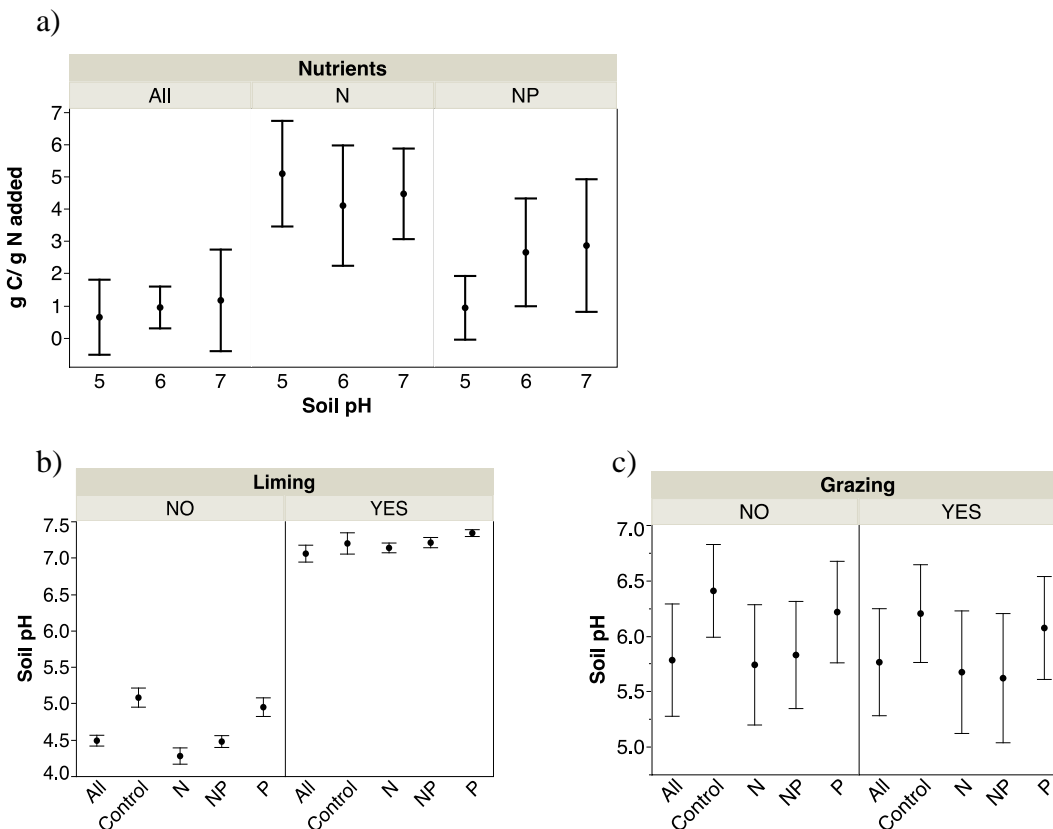 a)
Nutrients
All N NP
7
6
5
4
3
2
1
0
g C/ g N added
5 6 7 5 6 7 5 6 7
Soil pH
b)
Liming
NO YES
7.5
7.0
6.5
6.0
5.5
5.0
4.5
4.0
Soil pH
All Control N NP P All Control N NP P
c)
Grazing
NO YES
7.0
6.5
6.0
5.5
5.0
Soil pH
All Control N NP P All Control N NP P